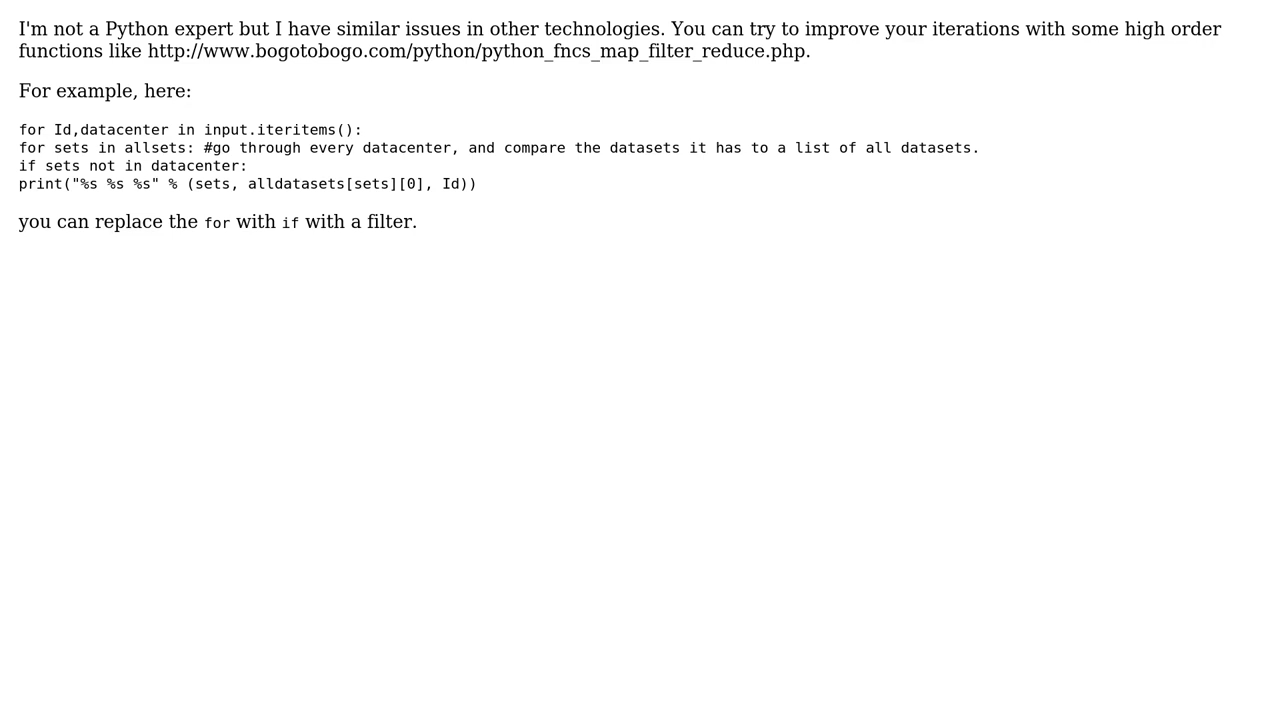 I'm not a Python expert but I have similar issues in other technologies. You can try to improve your iterations with some high order
functions like http://www.bogotobogo.com/python/python_fncs_map_filter_reduce.php.
For example, here:
for Id,datacenter in input.iteritems():
for sets in allsets: #go through every datacenter, and compare the datasets it has to a list of all datasets.
if sets not in datacenter:
print("%s %s %s" % (sets, alldatasets[sets][0], Id))
you can replace the for with if with a filter.